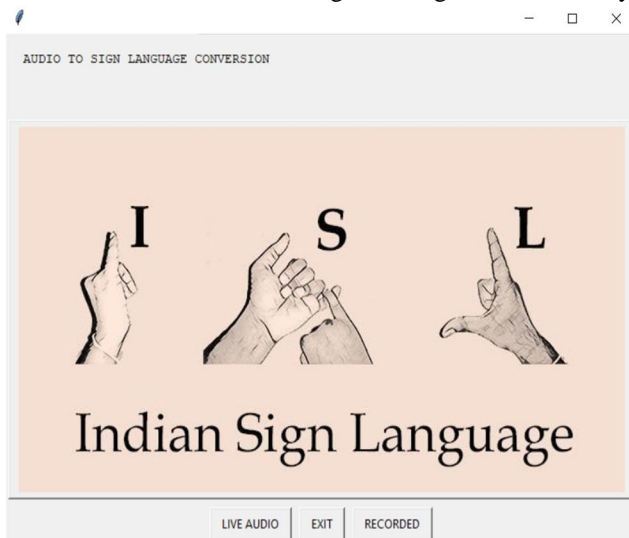 AUDIO TO SIGN LANGUAGE CONVERSION
I S L
Indian Sign Language
LIVE AUDIO EXIT RECORDED